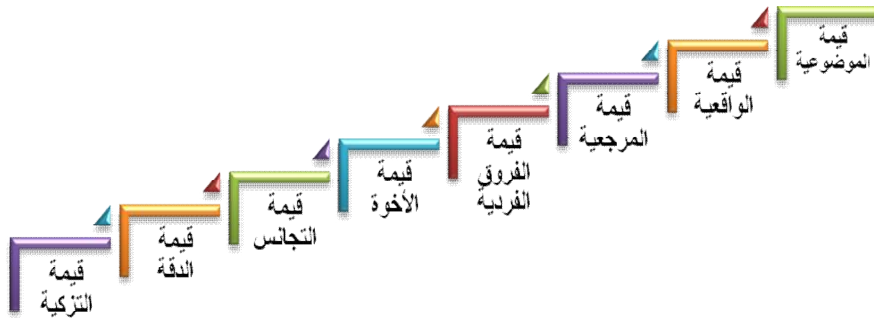 قيمة
الموضوعية
قيمة
الواقعية
قيمة
المرجعية
قيمة
الفروق
الفردية
قيمة
الأخوة
قيمة
التجانس
قيمة
الدقة
قيمة
التزكية